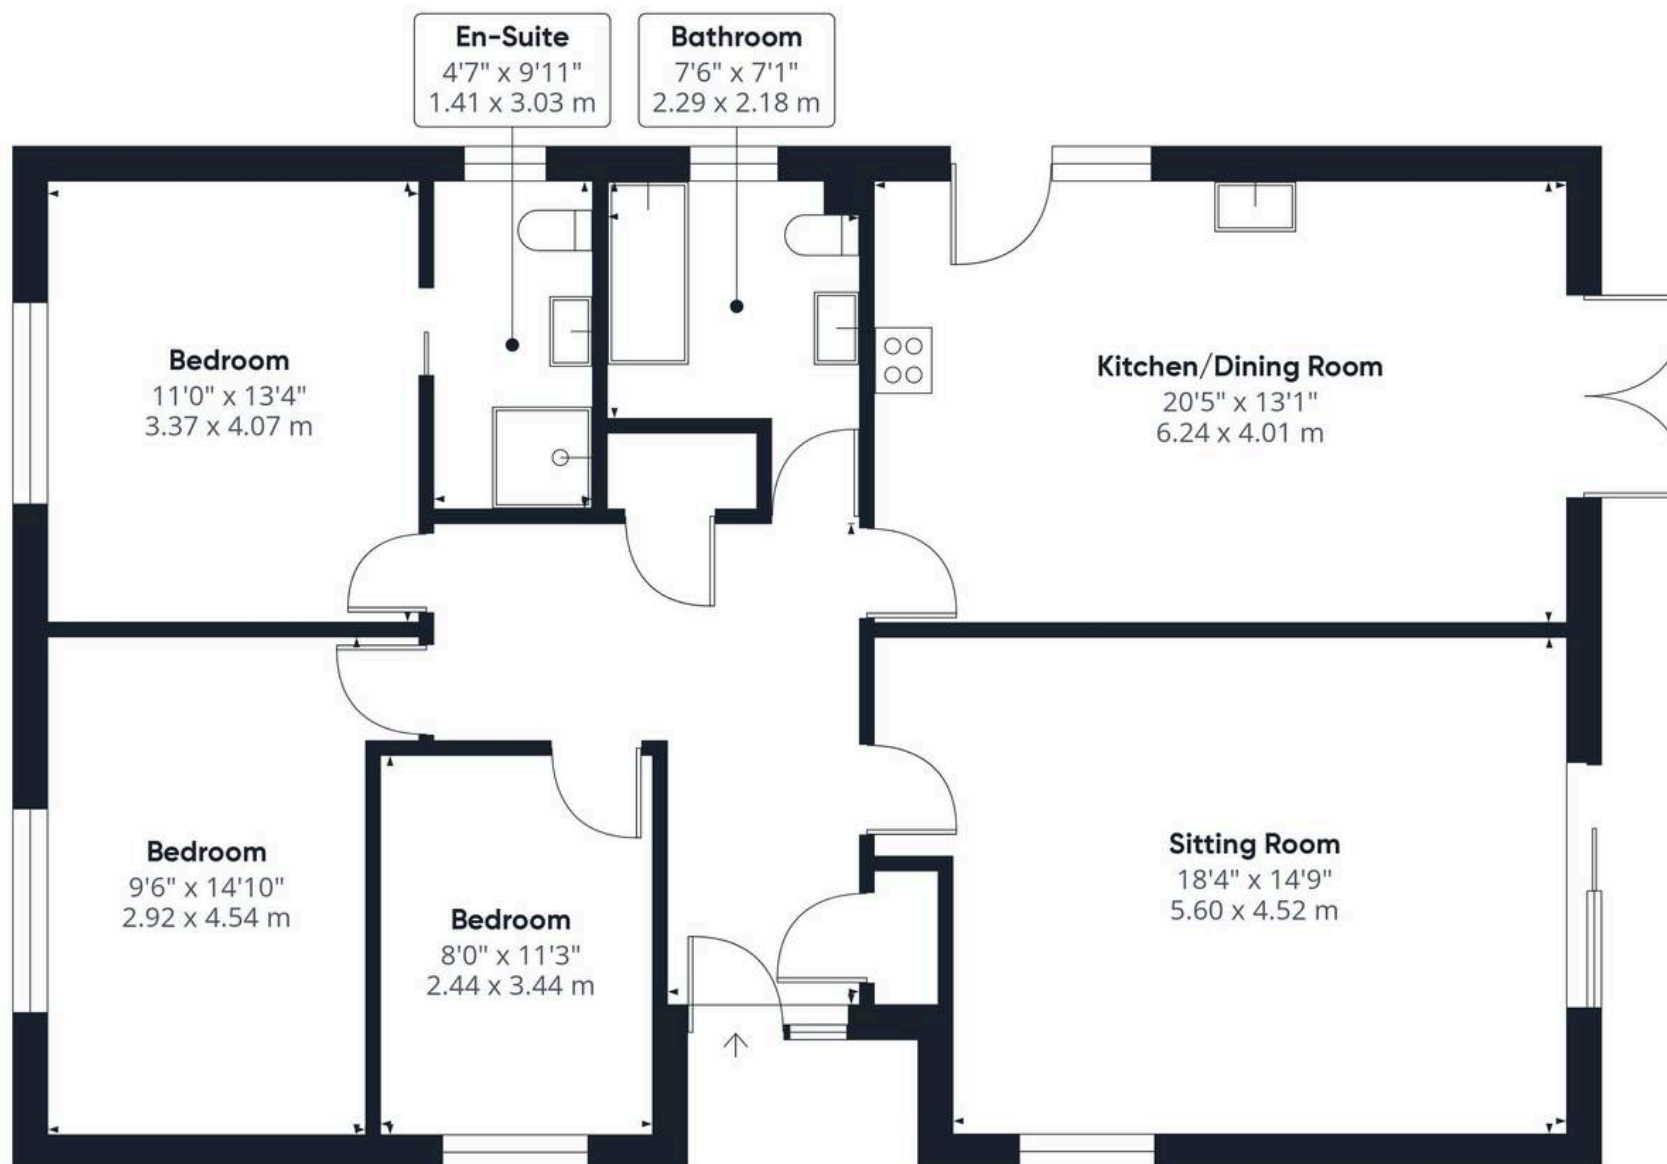 En-Suite
4'7" x 9'11"
1.41 x 3.03 m
Bathroom
7'6" x 7'1"
2.29 x 2.18 m
Bedroom
11'0" x 13'4"
3.37 x 4.07 m
Kitchen/Dining Room
20'5" x 13'1"
6.24 x 4.01 m
Bedroom
9'6" x 14'10"
2.92 x 4.54 m
Bedroom
8'0" x 11'3"
2.44 x 3.44 m
Sitting Room
18'4" x 14'9"
5.60 x 4.52 m